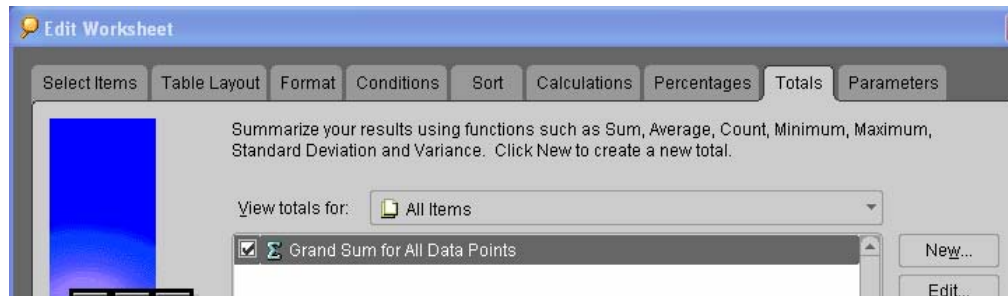 Edit Worksheet
Select Items Table Layout Format Conditions Sort Calculations Percentages Totals Parameters
Summarize your results using functions such as Sum, Average, Count, Minimum, Maximum,
Standard Deviation and Variance. Click New to create a new total.
View totals for: All Items
Grand Sum for All Data Points
New...
Edit...